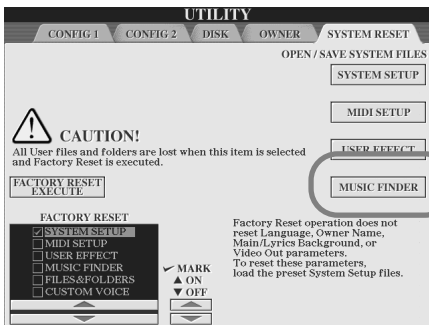 UTILITY
CONFIG 1 CONFIG 2 DISK OWNER SYSTEM RESET
OPEN / SAVE SYSTEM FILES
SYSTEM SETUP
MIDI SETUP
CAUTION!
USER EFFECT
All User files and folders are lost when this item is selected
and Factory Reset is executed.
FACTORY RESET
EXECUTE
MUSIC FINDER
FACTORY RESET
SYSTEM SETUP
MIDI SETUP
USER EFFECT
MUSIC FINDER
FILES&FOLDERS
CUSTOM VOICE
MARK
ON
OFF
Factory Reset operation does not
reset Language, Owner Name,
Main/Lyrics Background, or
Video Out parameters.
To reset these parameters,
load the preset System Setup files.